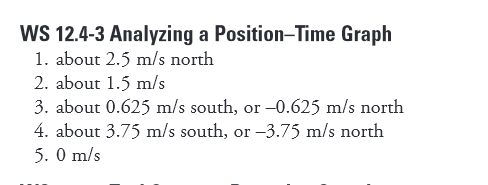 WS 12.4-3 Analyzing a Position–Time Graph
1. about 2.5 m/s north
2. about 1.5 m/s
3. about 0.625 m/s south, or –0.625 m/s north
4. about 3.75 m/s south, or –3.75 m/s north
5. 0 m/s